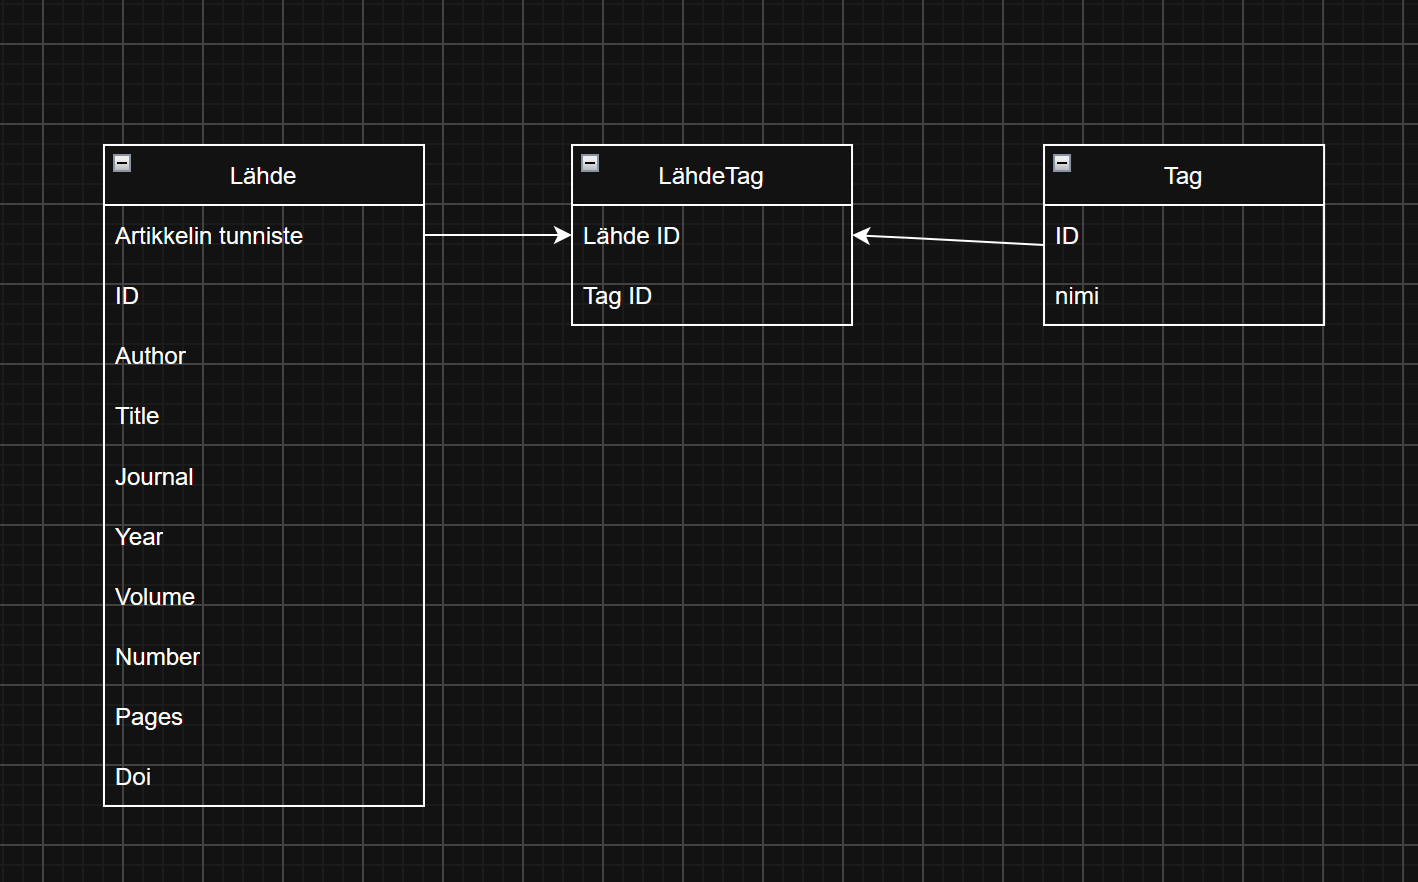 Lähde
Artikkelin tunniste
ID
Author
Title
Journal
Year
Volume
Number
Pages
Doi
LähdeTag
Lähde ID
Tag ID
Tag
ID
nimi